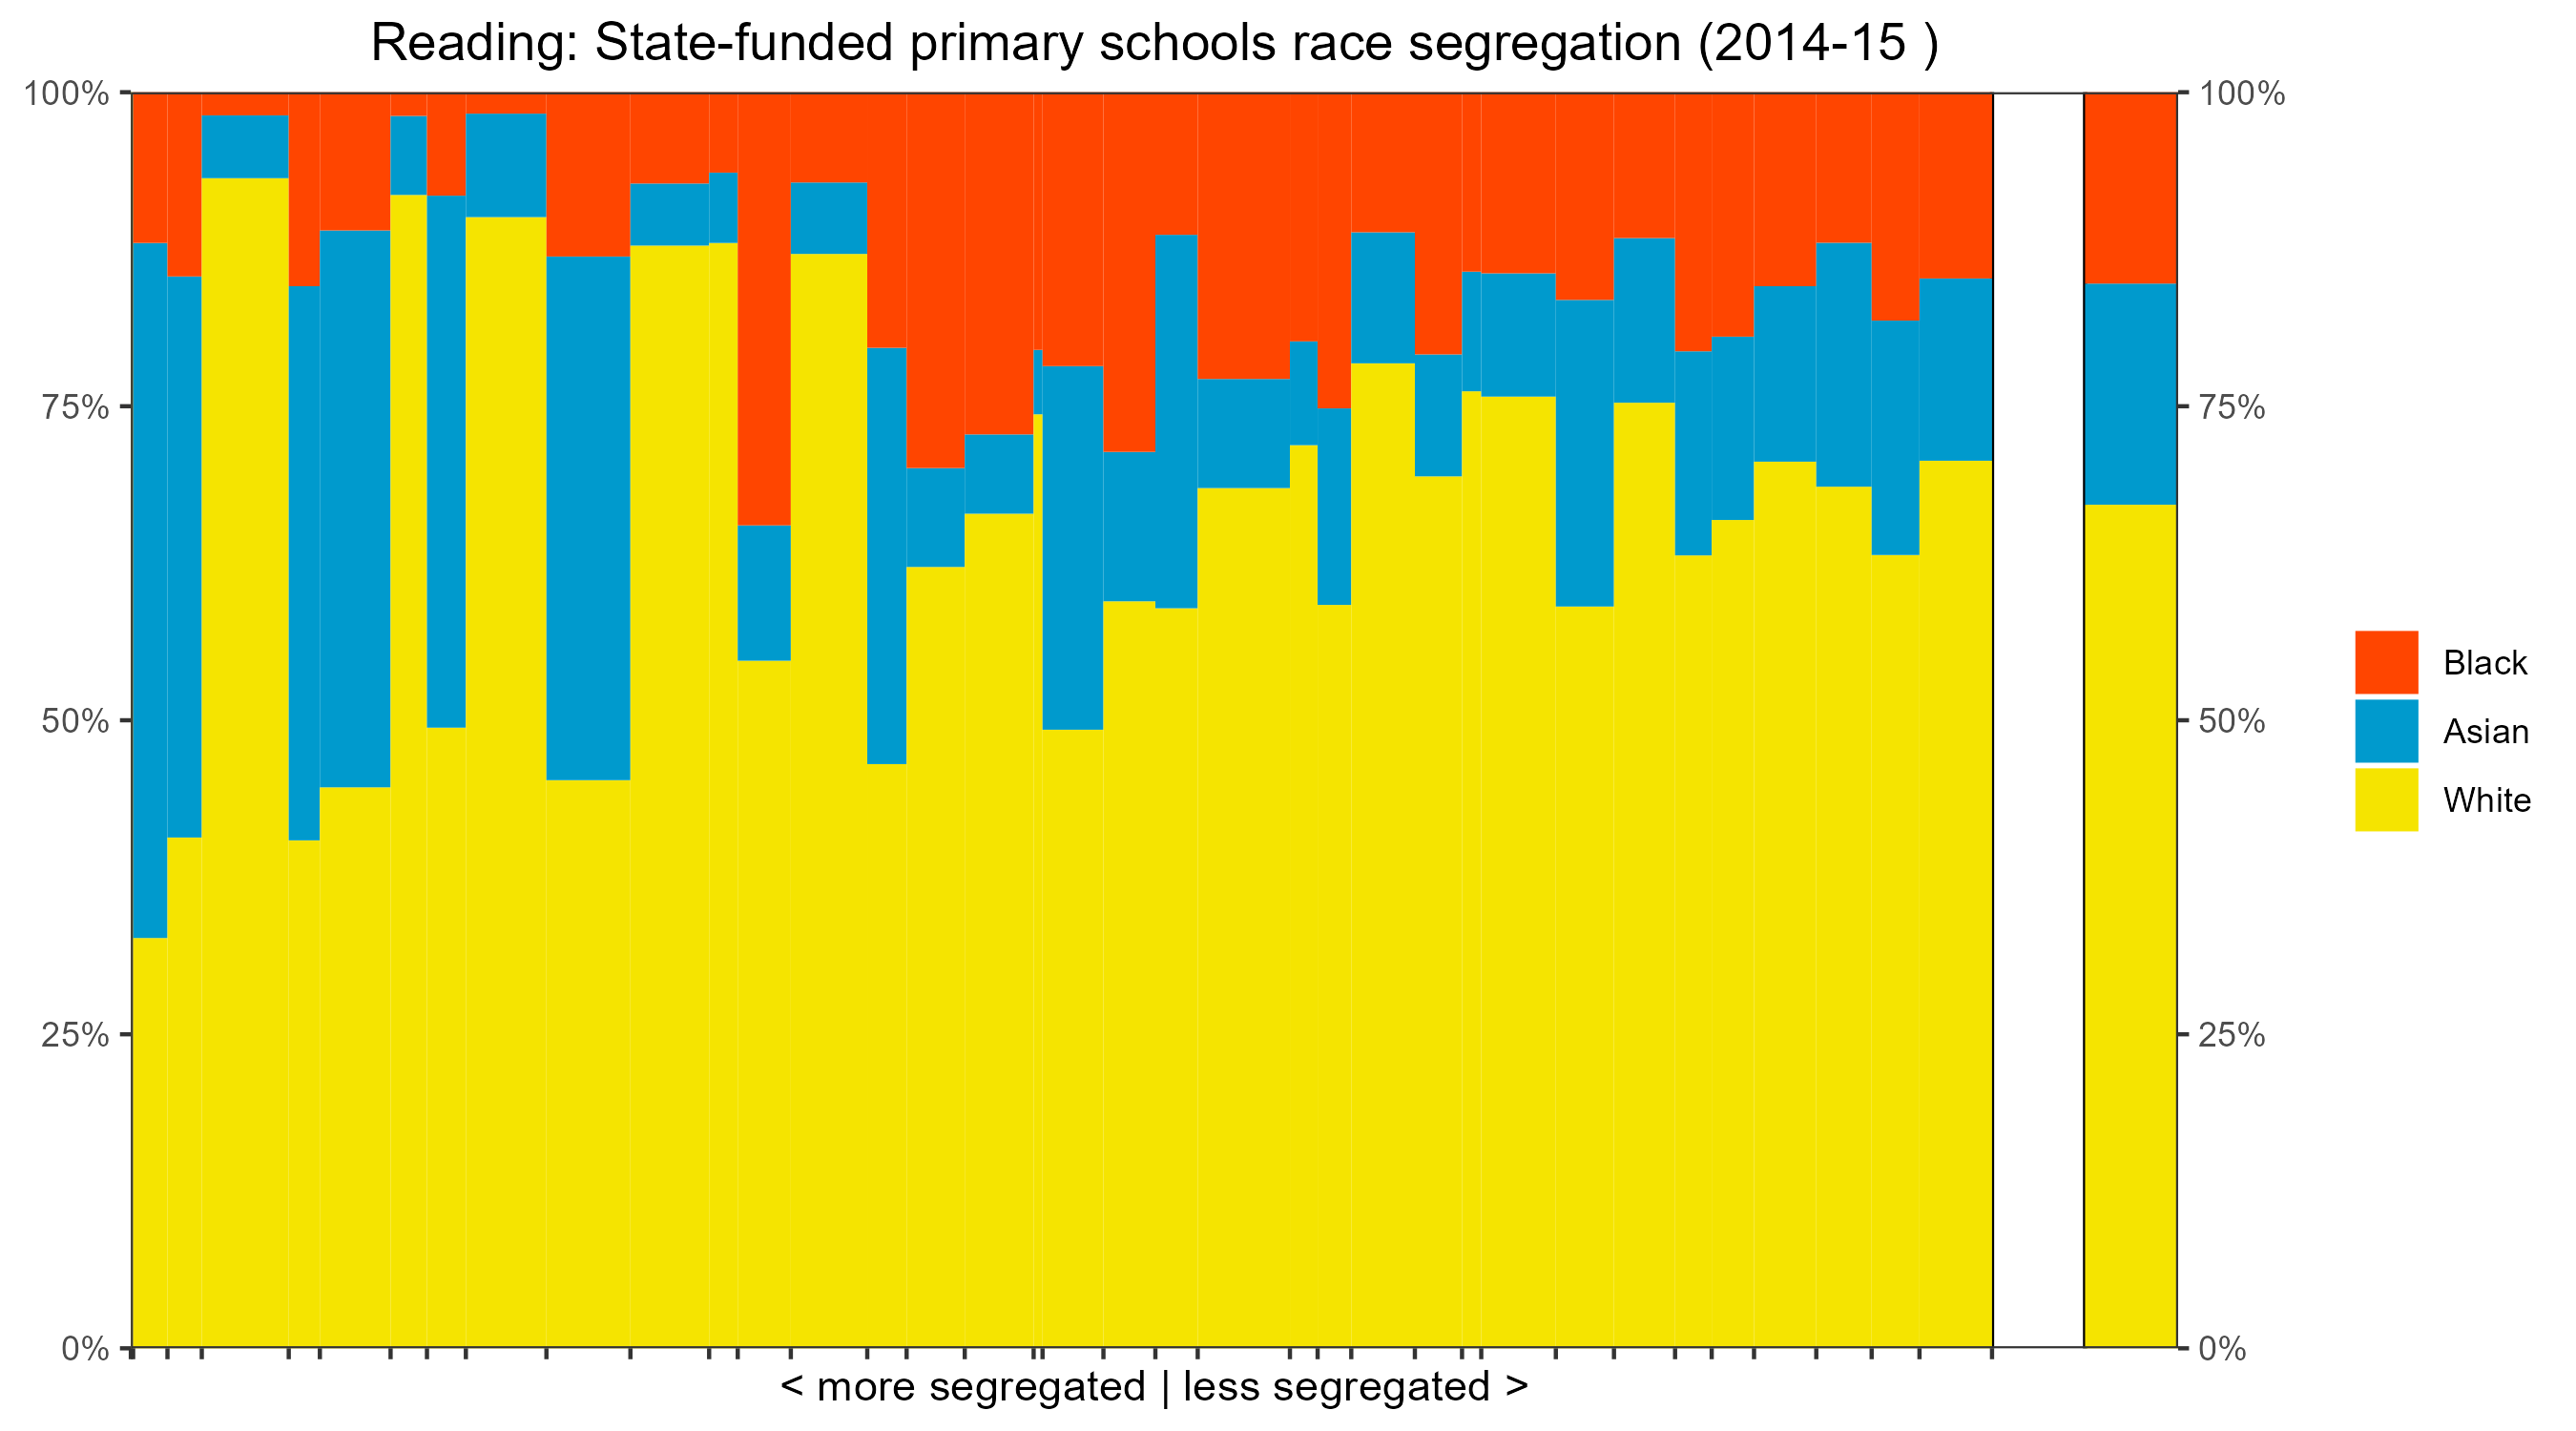 Reading: State-funded primary schools race segregation (2014-15 )
100%
75%
50%
25%
0%
100%
75%
50%
25%
0%
Black
Asian
White
< more segregated | less segregated >